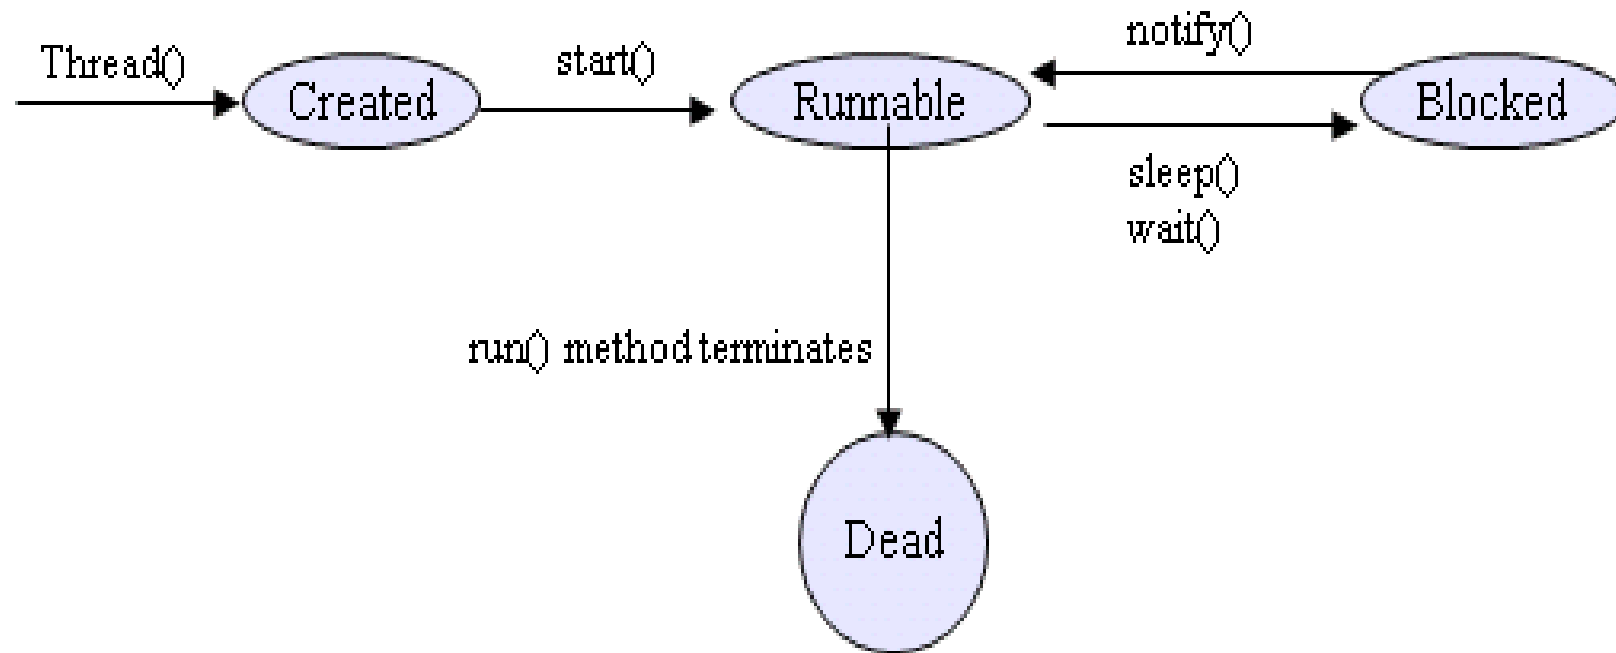 Thread()
Created
start()
Runnable
notify()
Blocked
sleep()
wait()
run() method terminates
Dead